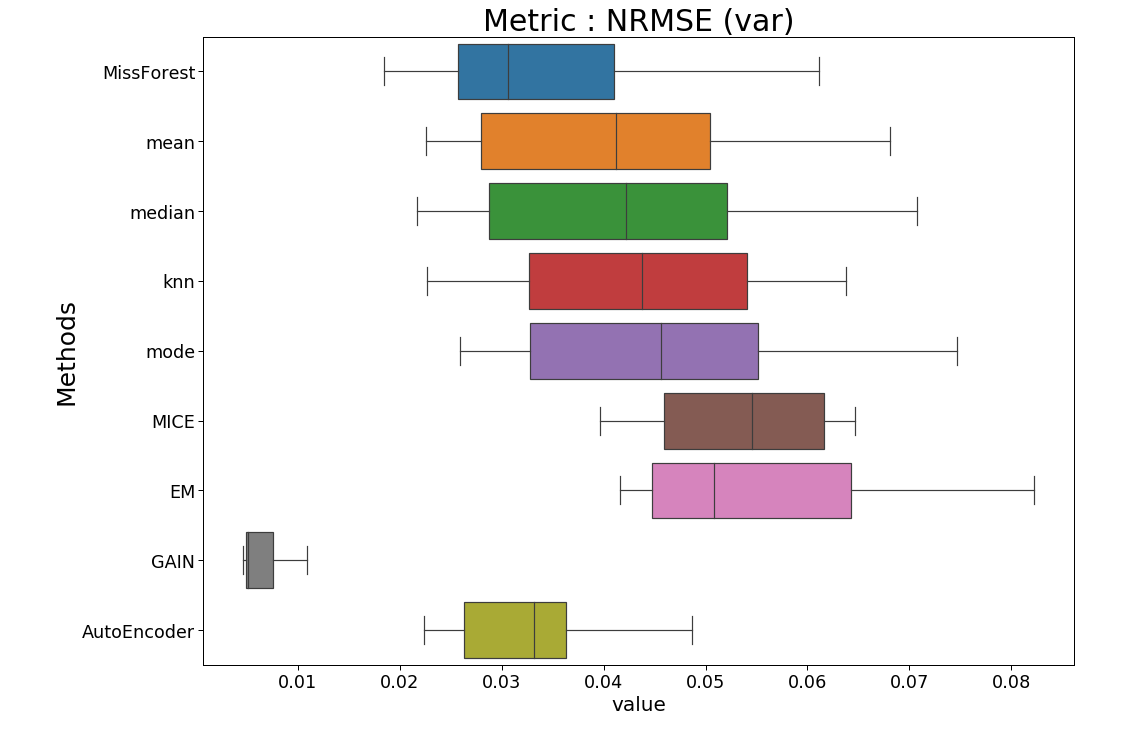 Metric : NRMSE (var)
Methods
MissForest
mean
median
knn
mode
MICE
EM
GAIN
AutoEncoder
0.01 0.02 0.03 0.04 0.05 0.06 0.07 0.08
value